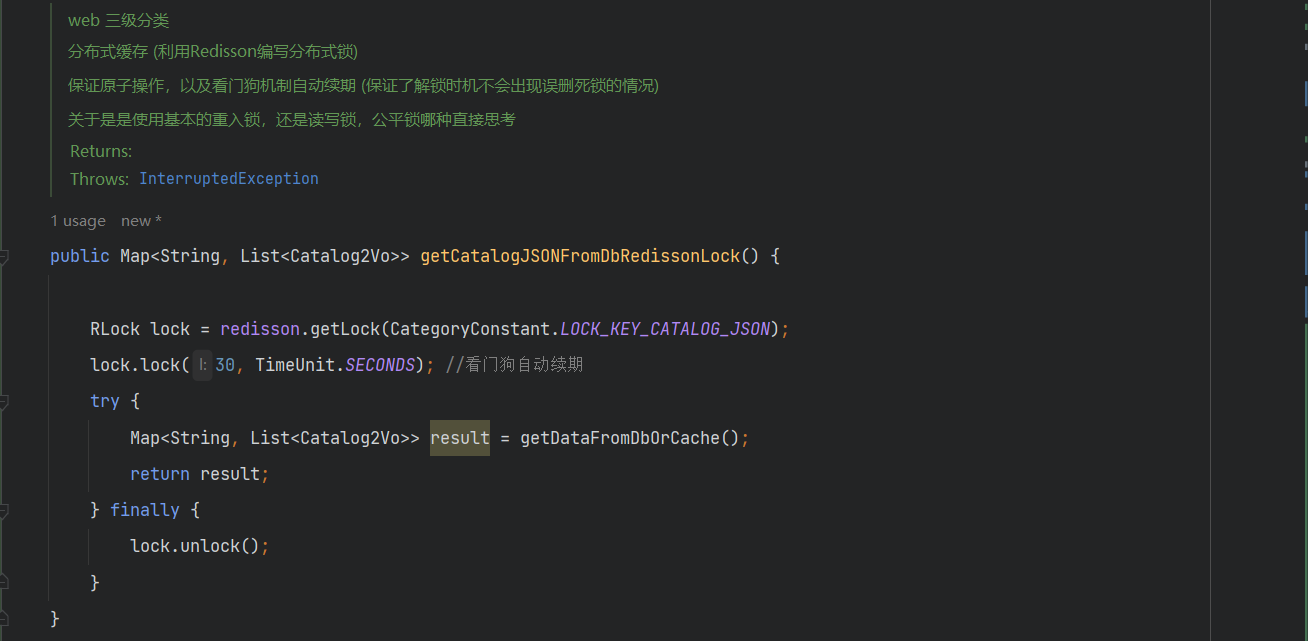 web 三级分类
分布式缓存 (利用Redisson编写分布式锁)
保证原子操作，以及看门狗机制自动续期 (保证了解锁时机不会出现误删死锁的情况)
关于是是使用基本的重入锁，还是读写锁，公平锁哪种直接思考
Returns:
Throws: InterruptedException
1 usage new *
public Map<String, List<Catalog2Vo>> getCatalogJSONFromDbRedissonLock() {
RLock lock = redisson.getLock(CategoryConstant.LOCK_KEY_CATALOG_JSON);
lock.lock( l: 30, TimeUnit.SECONDS); //看门狗自动续期
try {
Map<String, List<Catalog2Vo>> result = getDataFromDbOrCache();
return result;
} finally {
lock.unlock();
}
}